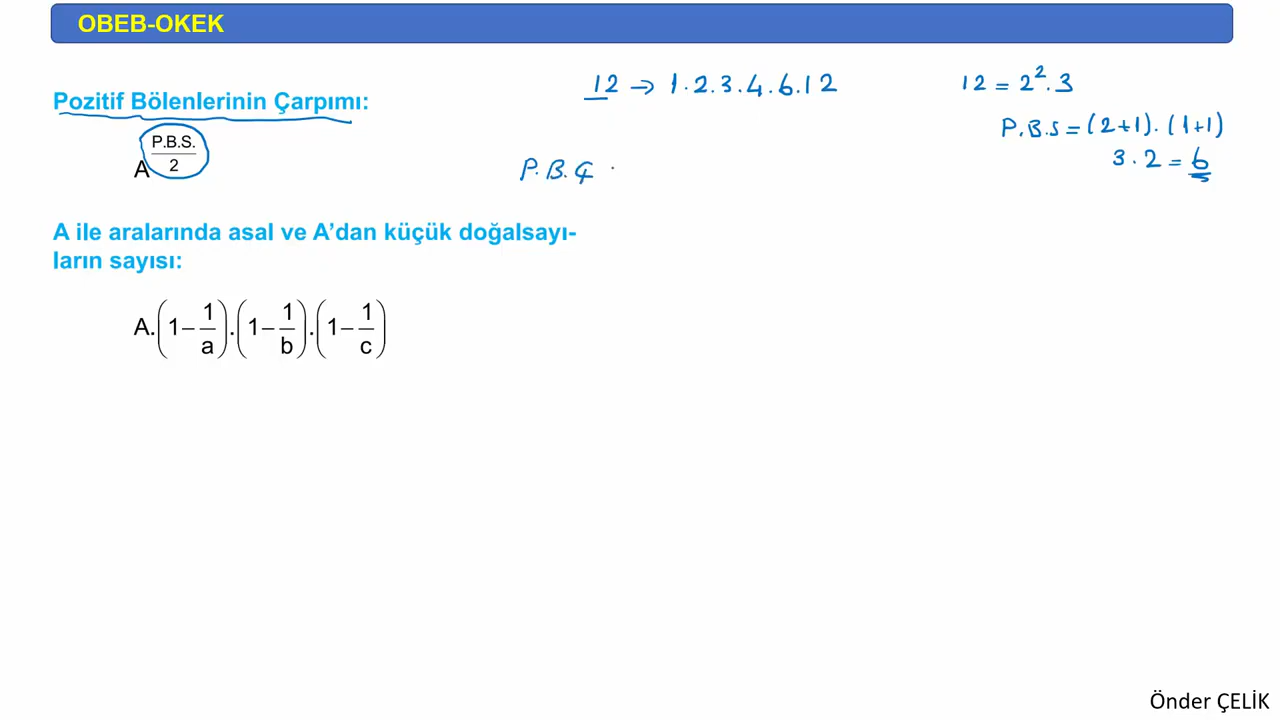 OBEB-OKEK
Pozitif Bölenlerinin Çarpımı:
A^(P.B.S./2)
12 → 1.2.3.4.6.12
12 = 2².3
P.B.S = (2+1).(1+1)
3.2 = 6
P.B.Ç
A ile aralarında asal ve A’dan küçük doğalsayı-
ların sayısı:
A.(1–1/a).(1–1/b).(1–1/c)
Önder ÇELİK